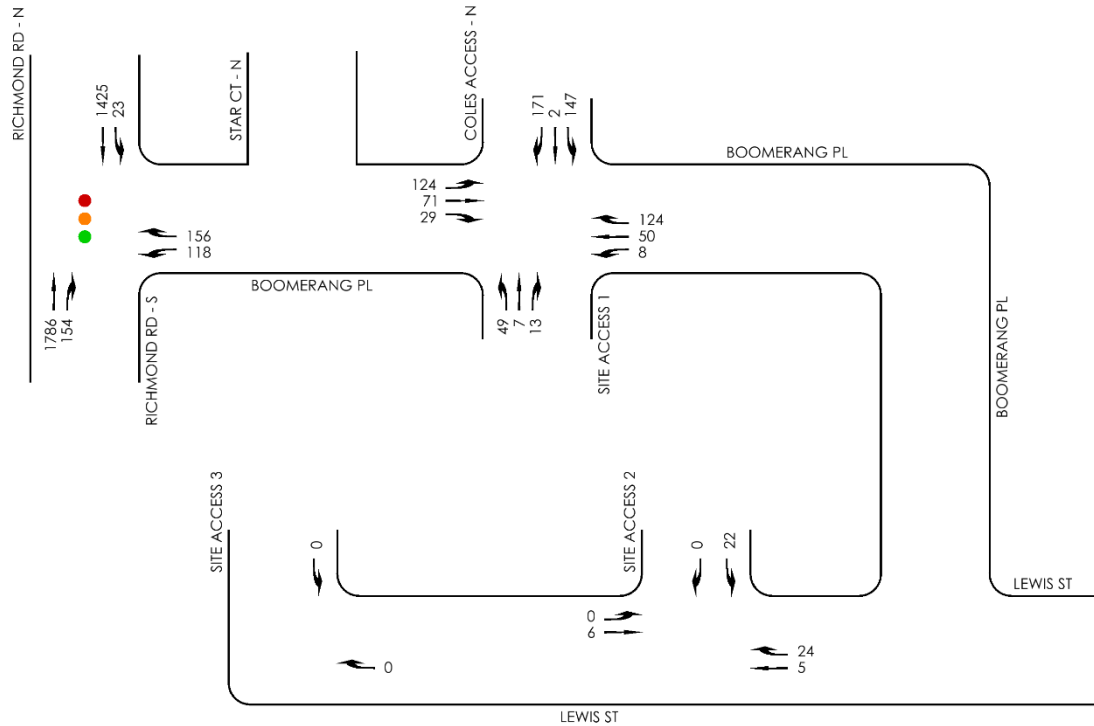 RICHMOND RD - N
1425
23
STAR CT - N
COLES ACCESS - N
171
2
147
BOOMERANG PL
124
71
29
124
50
8
156
118
BOOMERANG PL
1786
154
RICHMOND RD - S
49
7
13
SITE ACCESS 1
BOOMERANG PL
SITE ACCESS 3
0
SITE ACCESS 2
0
22
LEWIS ST
0
6
24
5
0
LEWIS ST